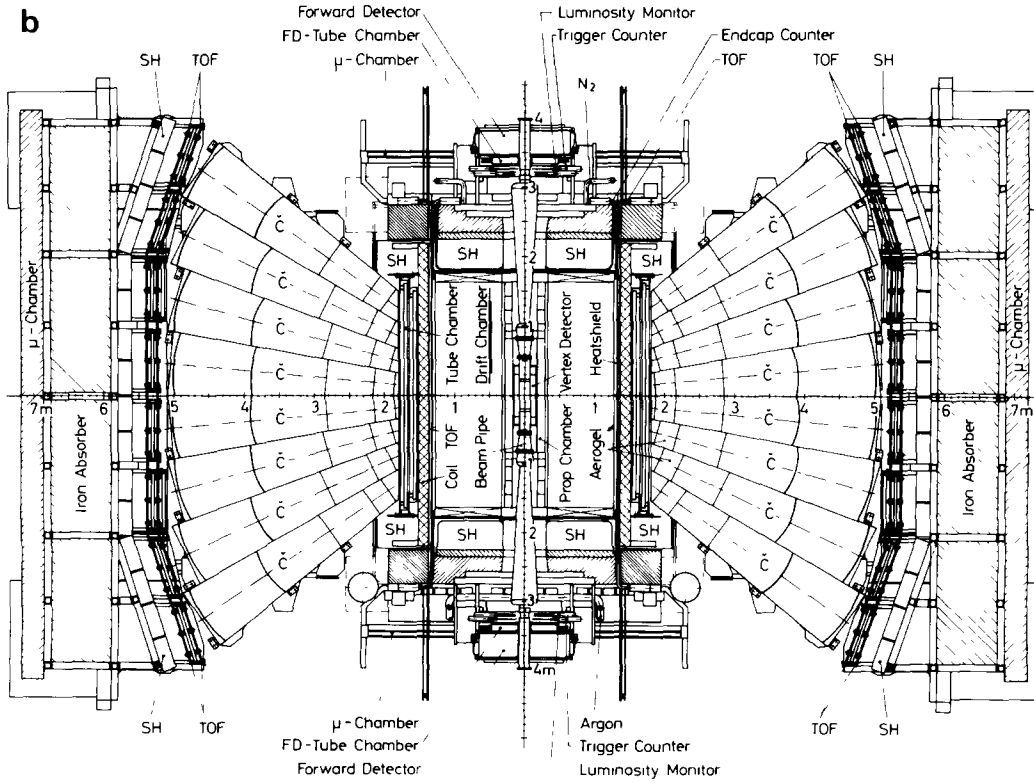 b
Forward Detector
Luminosity Monitor
FD-Tube Chamber
Trigger Counter
SH
TOF
μ-Chamber
Endcap Counter
TOF
TOF
SH
N₂
4
3
Č
Č
SH
SH
SH
SH
2
Č
Č
Č
Č
μ-Chamber
Tube Chamber
Drift Chamber
Vertex Detector
Heatshield
μ-Chamber
Č
Č
7m
6
5
4
3
2
1
1
2
3
4
5
6
7m
Č
Č
Iron Absorber
Coil
TOF
Beam Pipe
Prop Chamber
Aerogel
Iron Absorber
Č
Č
SH
SH
SH
SH
2
Č
Č
3
4m
SH
TOF
μ-Chamber
Argon
TOF
SH
FD-Tube Chamber
Trigger Counter
Forward Detector
Luminosity Monitor